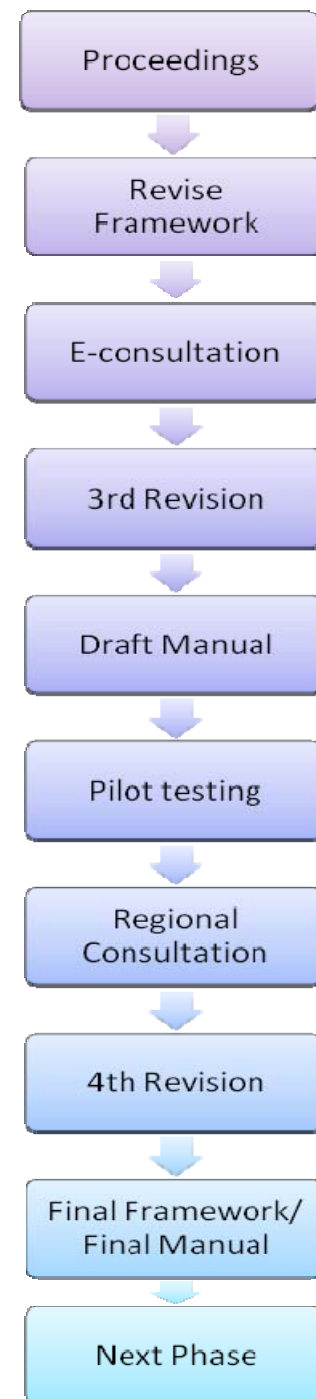 Proceedings
Revise
Framework
E-consultation
3rd Revision
Draft Manual
Pilot testing
Regional
Consultation
4th Revision
Final Framework/
Final Manual
Next Phase